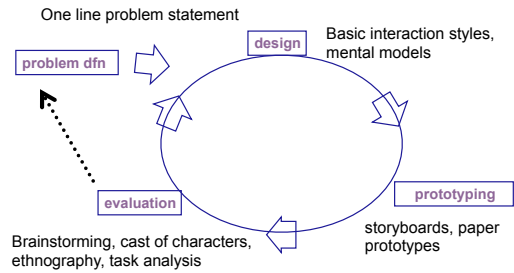 One line problem statement
design
Basic interaction styles,
mental models
problem dfn
evaluation
prototyping
storyboards, paper
prototypes
Brainstorming, cast of characters,
ethnography, task analysis